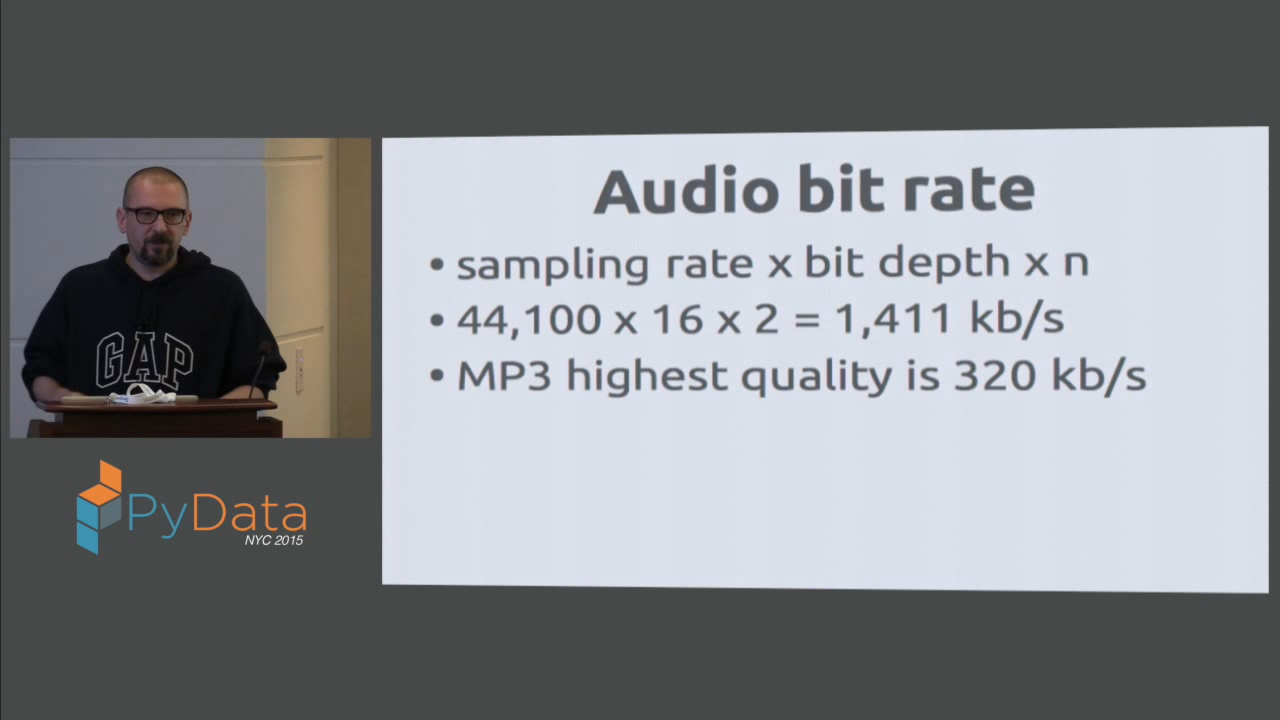 Audio bit rate
• sampling rate x bit depth x n
• 44,100 x 16 x 2 = 1,411 kb/s
• MP3 highest quality is 320 kb/s
GAP
PyData
NYC 2015